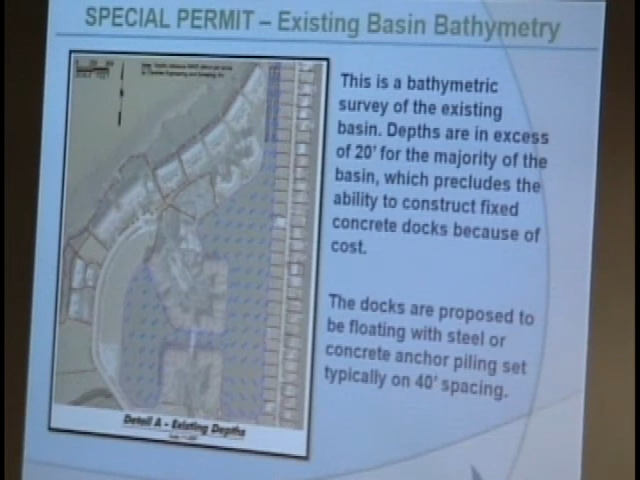 SPECIAL PERMIT – Existing Basin Bathymetry
This is a bathymetric
survey of the existing
basin. Depths are in excess
of 20' for the majority of the
basin, which precludes the
ability to construct fixed
concrete docks because of
cost.
The docks are proposed to
be floating with steel or
concrete anchor piling set
typically on 40' spacing.
Detail A - Existing Depths